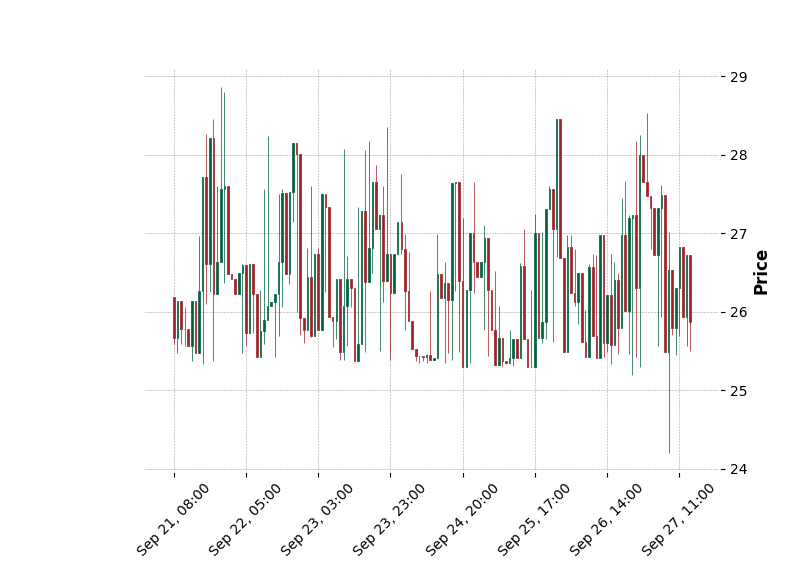 29
28
27
26
25
24
Price
Sep 21, 08:00
Sep 22, 05:00
Sep 23, 03:00
Sep 23, 23:00
Sep 24, 20:00
Sep 25, 17:00
Sep 26, 14:00
Sep 27, 11:00